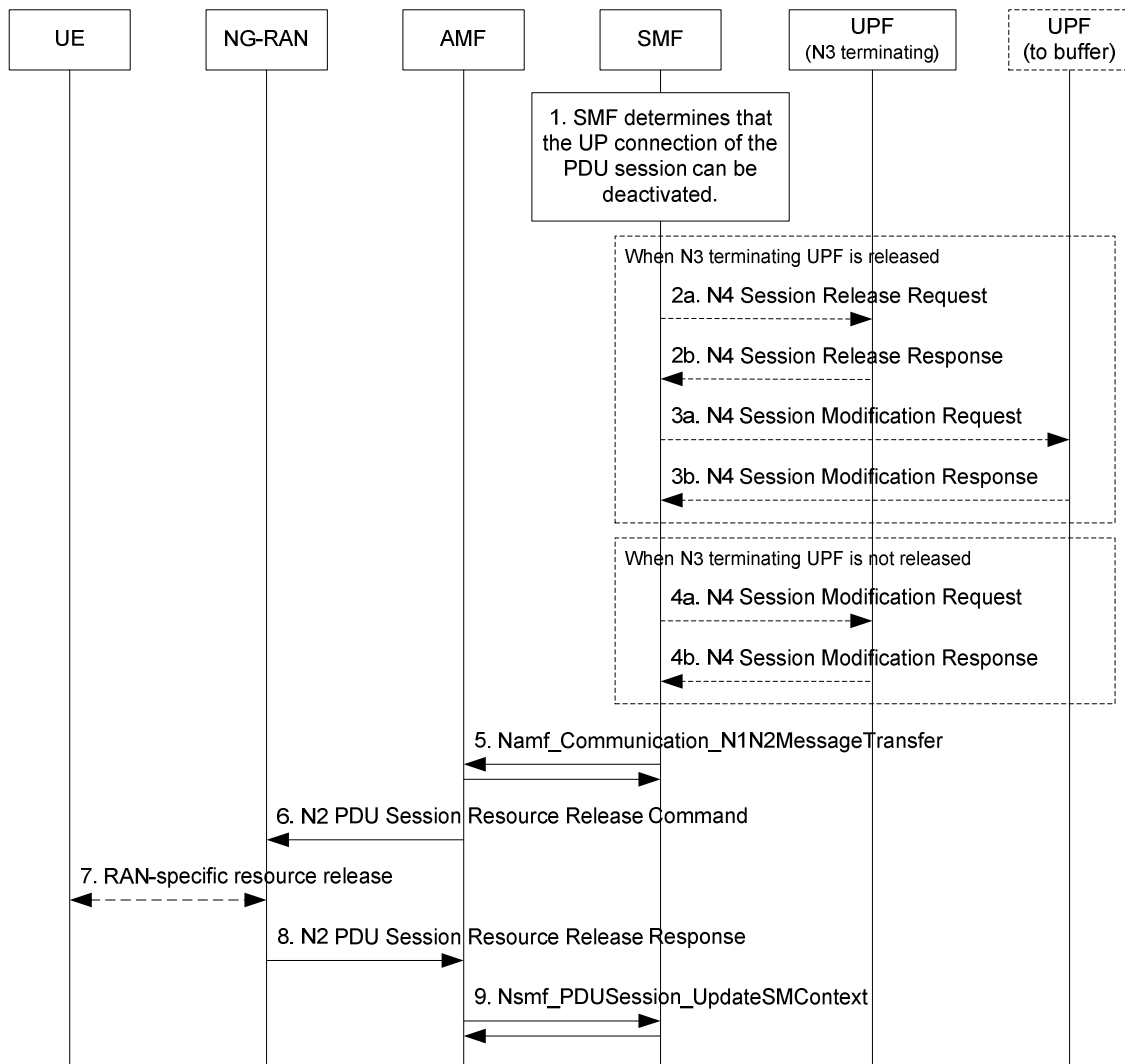 UE
NG-RAN
AMF
SMF
UPF
(N3 terminating)
UPF
(to buffer)
1. SMF determines that
the UP connection of the
PDU session can be
deactivated.
When N3 terminating UPF is released
2a. N4 Session Release Request
2b. N4 Session Release Response
3a. N4 Session Modification Request
3b. N4 Session Modification Response
When N3 terminating UPF is not released
4a. N4 Session Modification Request
4b. N4 Session Modification Response
5. Namf_Communication_N1N2MessageTransfer
6. N2 PDU Session Resource Release Command
7. RAN-specific resource release
8. N2 PDU Session Resource Release Response
9. Nsmf_PDUSession_UpdateSMContext